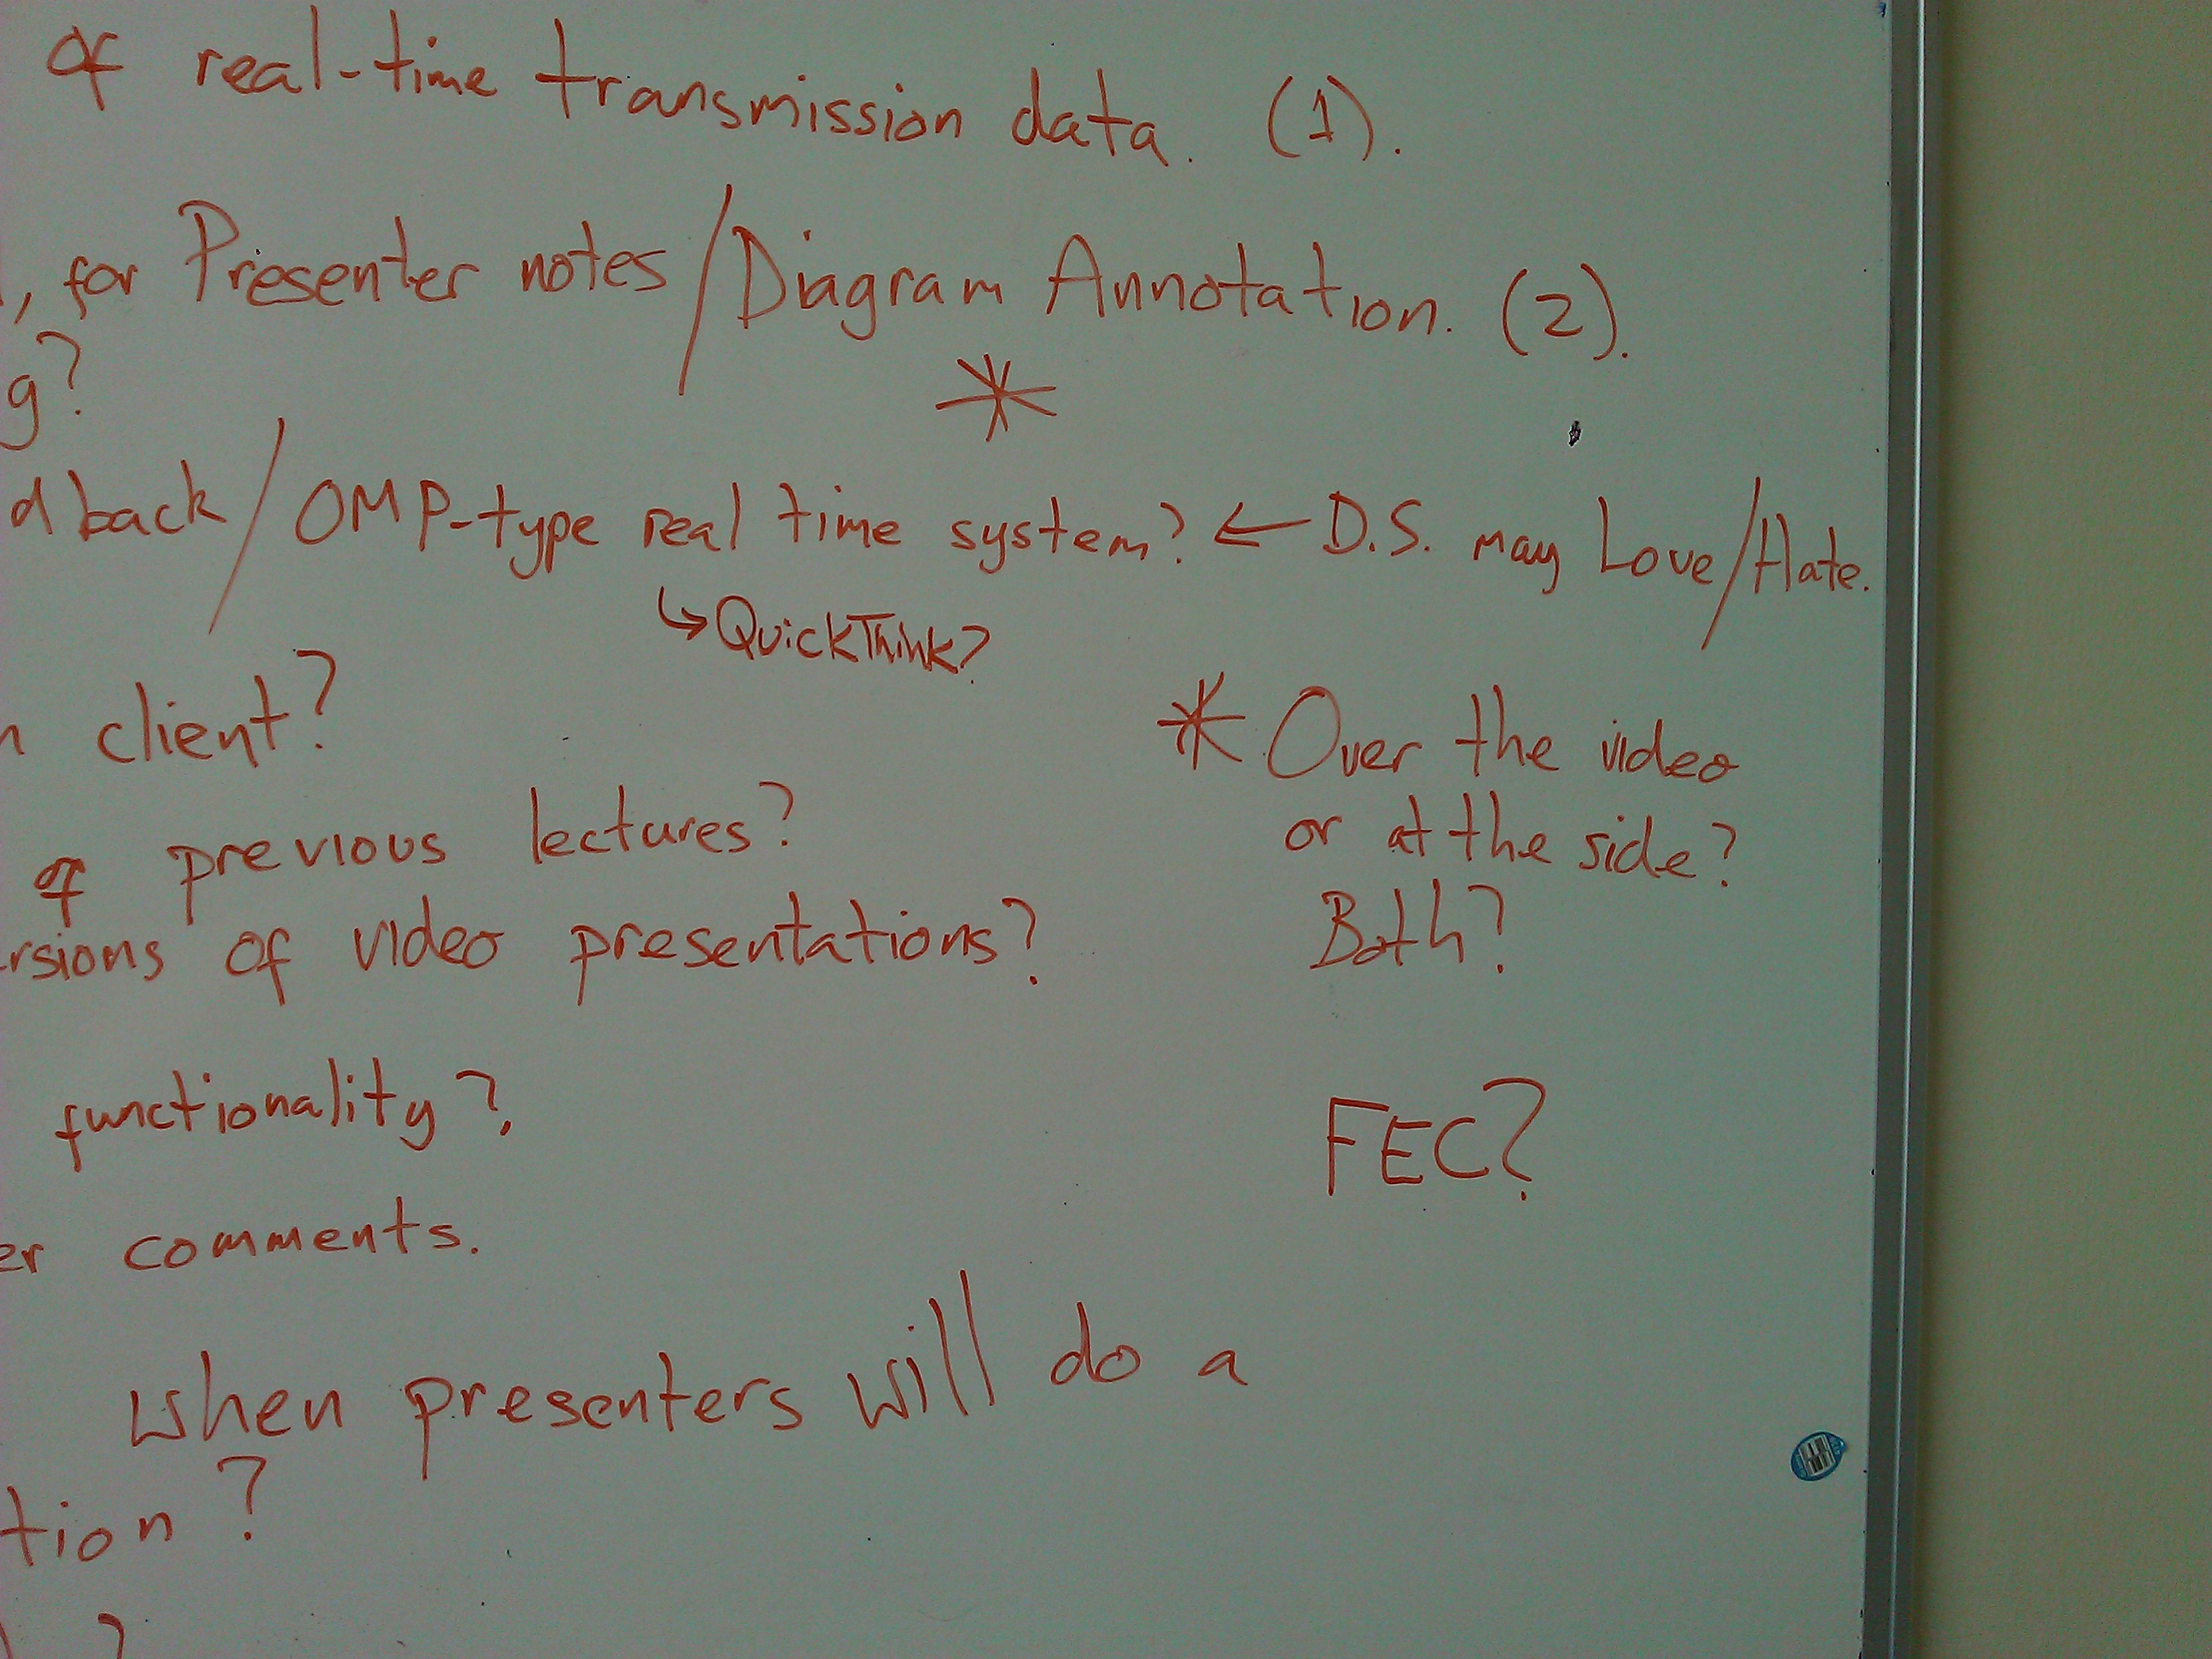 of real-time transmission data. (1).
, for Presenter notes/Diagram Annotation. (2).
g? *
dback/OMP-type real time system? ← D.S. may Love/Hate.
↳ QuickThink?
n client?
* Over the video
or at the side?
Both?
of previous lectures?
rsions of video presentations?
functionality?
FEC?
er comments.
when presenters will do a
tion?
?